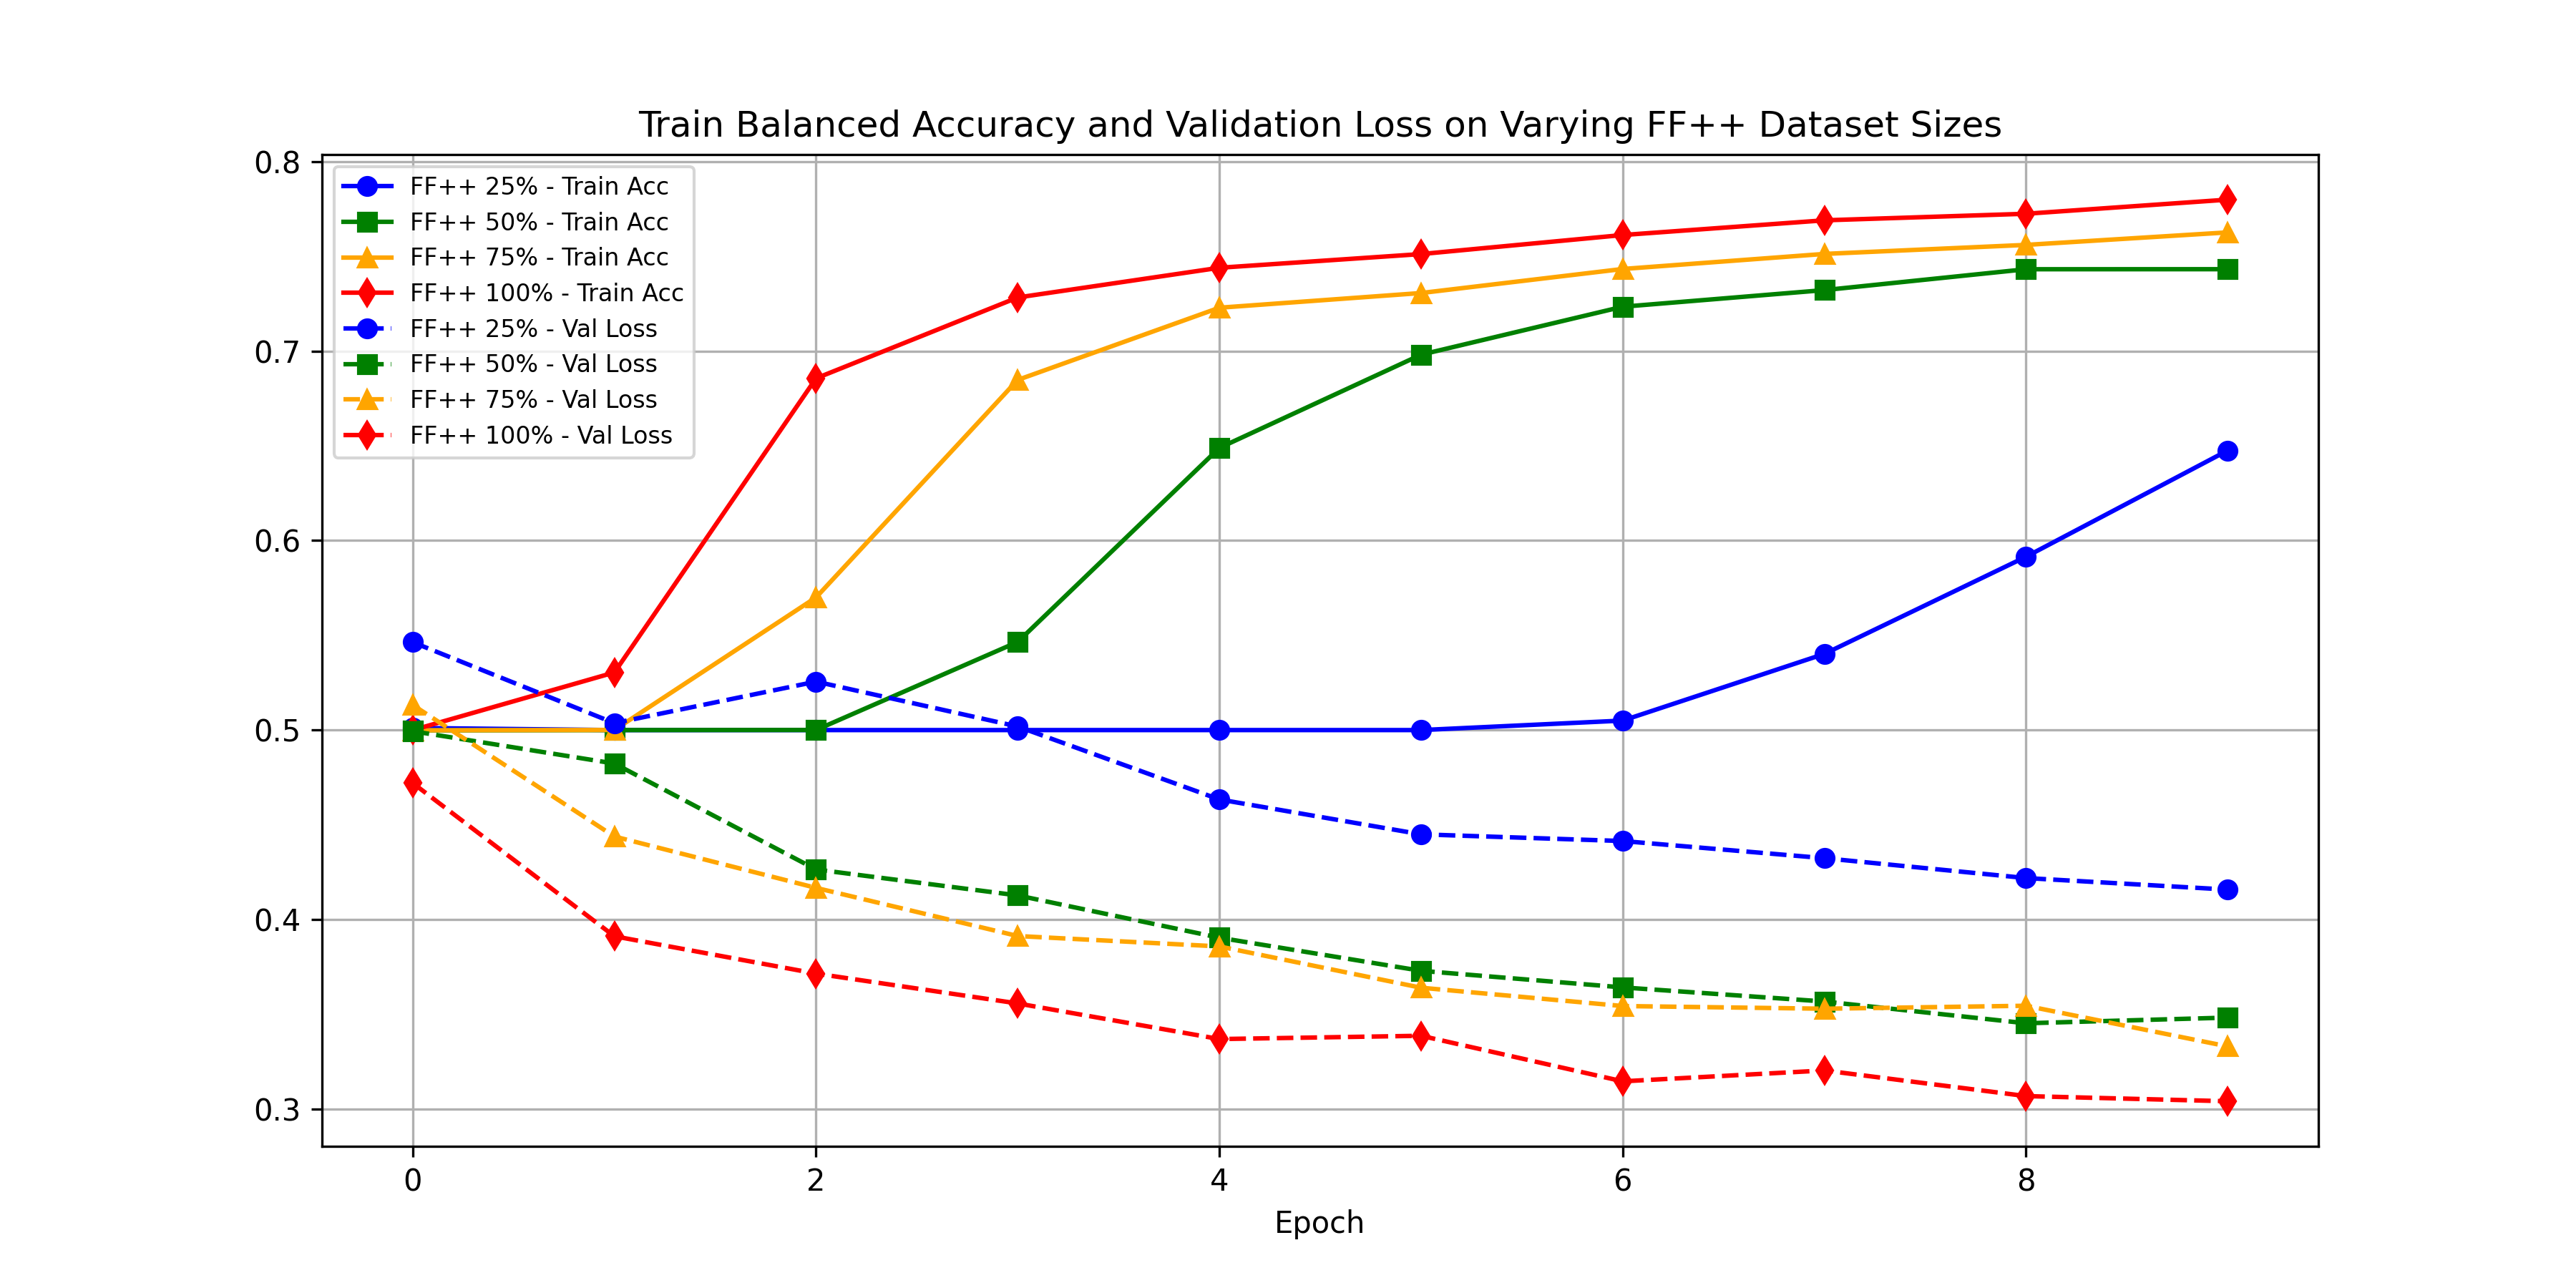 Train Balanced Accuracy and Validation Loss on Varying FF++ Dataset Sizes
0.8
0.7
0.6
0.5
0.4
0.3
FF++ 25% - Train Acc
FF++ 50% - Train Acc
FF++ 75% - Train Acc
FF++ 100% - Train Acc
FF++ 25% - Val Loss
FF++ 50% - Val Loss
FF++ 75% - Val Loss
FF++ 100% - Val Loss
0 2 4 6 8
Epoch